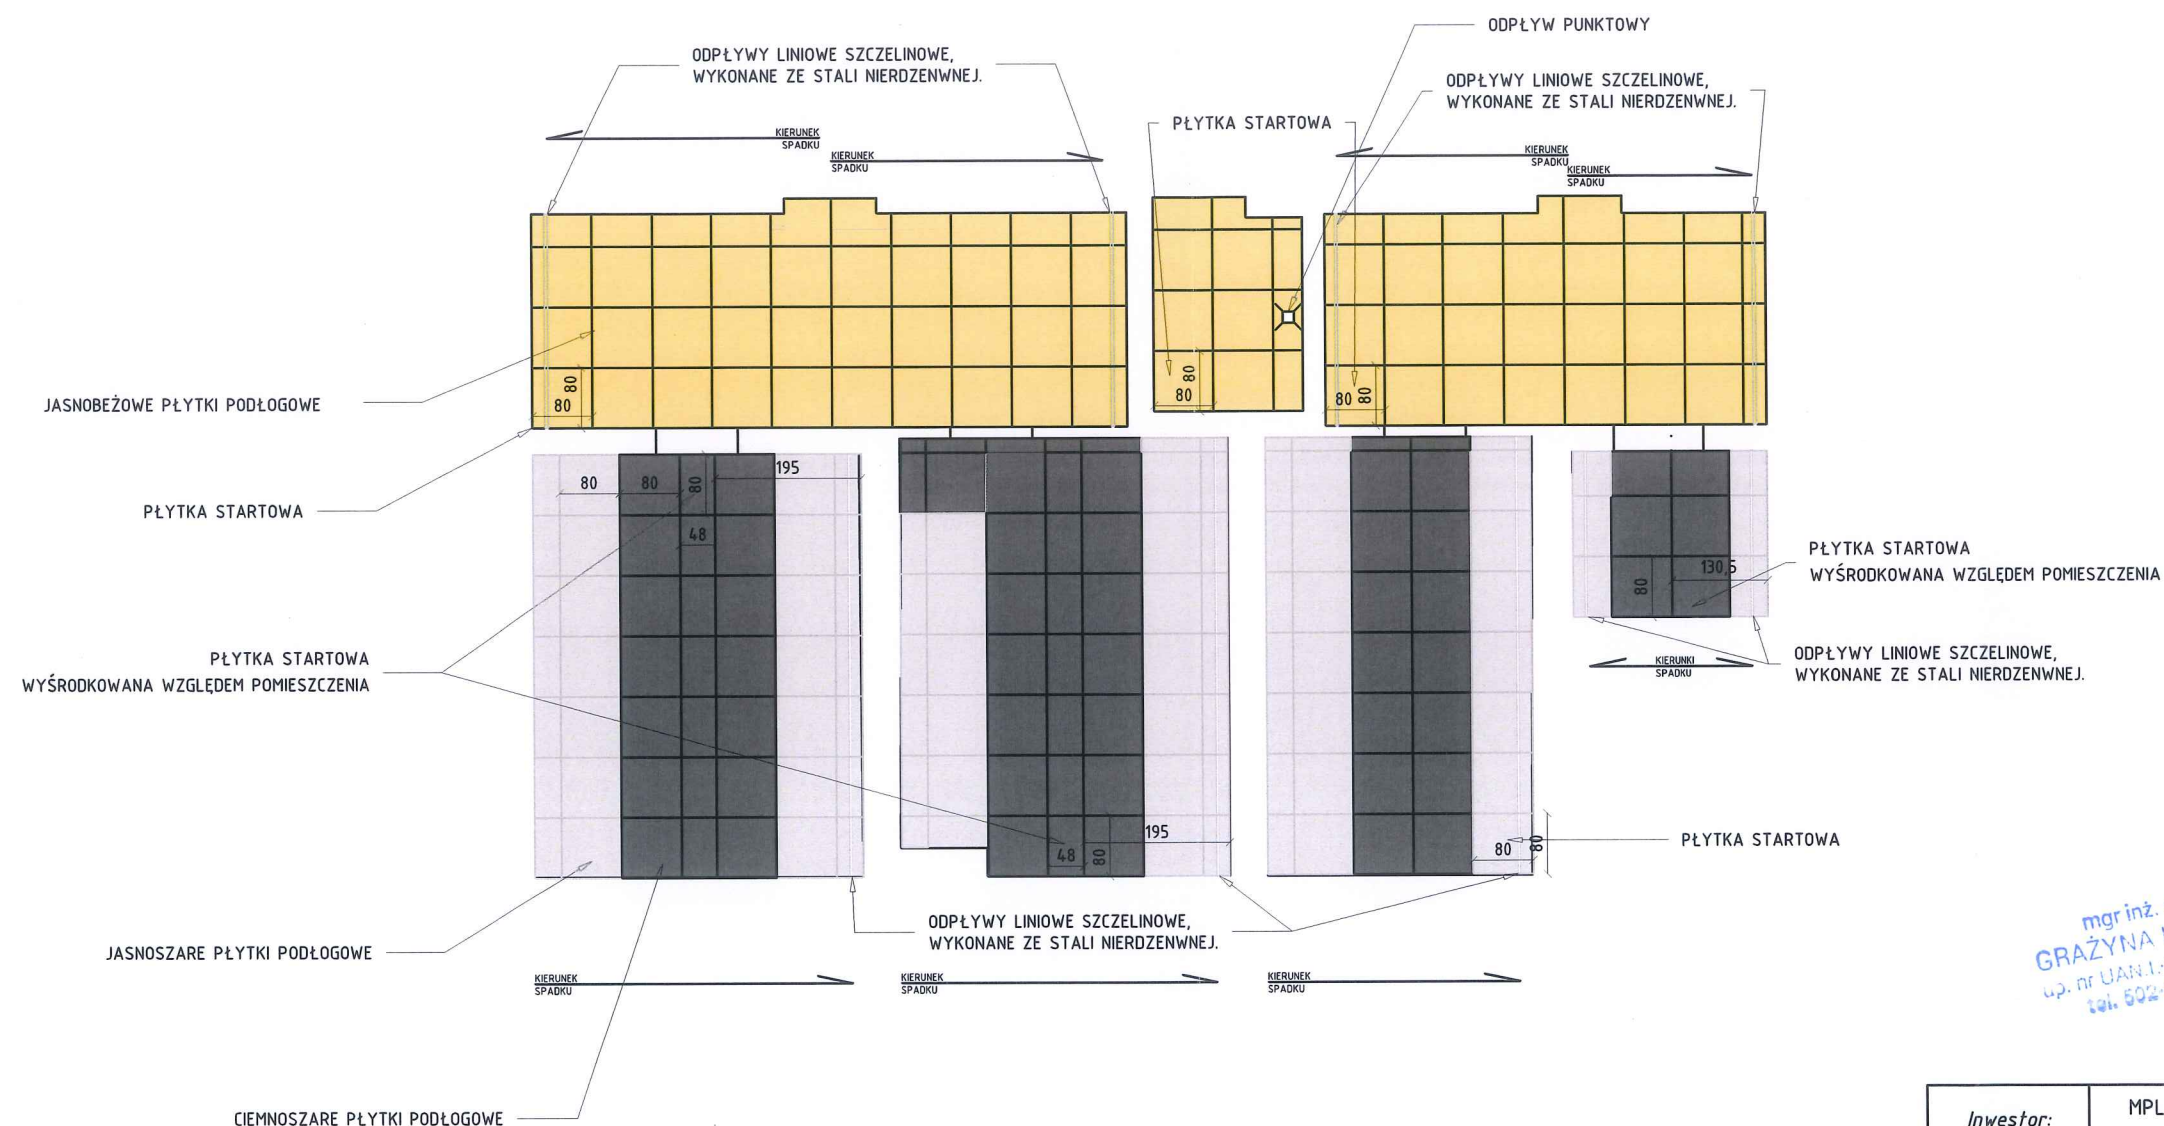 ODPŁYW PUNKTOWY
ODPŁYWY LINIOWE SZCZELINOWE,
WYKONANE ZE STALI NIERDZENWNEJ.
ODPŁYWY LINIOWE SZCZELINOWE,
WYKONANE ZE STALI NIERDZENWNEJ.
PŁYTKA STARTOWA
KIERUNEK
SPADKU
KIERUNEK
SPADKU
KIERUNEK
SPADKU
KIERUNEK
SPADKU
JASNOBEŻOWE PŁYTKI PODŁOGOWE
80
80
80
80
80
80
PŁYTKA STARTOWA
80
80
80
195
48
PŁYTKA STARTOWA
WYŚRODKOWANA WZGLĘDEM POMIESZCZENIA
130,5
80
PŁYTKA STARTOWA
WYŚRODKOWANA WZGLĘDEM POMIESZCZENIA
ODPŁYWY LINIOWE SZCZELINOWE,
WYKONANE ZE STALI NIERDZENWNEJ.
KIERUNKI
SPADKU
195
48
80
80
80
PŁYTKA STARTOWA
JASNOSZARE PŁYTKI PODŁOGOWE
ODPŁYWY LINIOWE SZCZELINOWE,
WYKONANE ZE STALI NIERDZENWNEJ.
KIERUNEK
SPADKU
KIERUNEK
SPADKU
KIERUNEK
SPADKU
mgr inż.
GRAŻYNA
up. nr UAN.I.-
tel. 502-
CIEMNOSZARE PŁYTKI PODŁOGOWE
Inwestor:
MPL